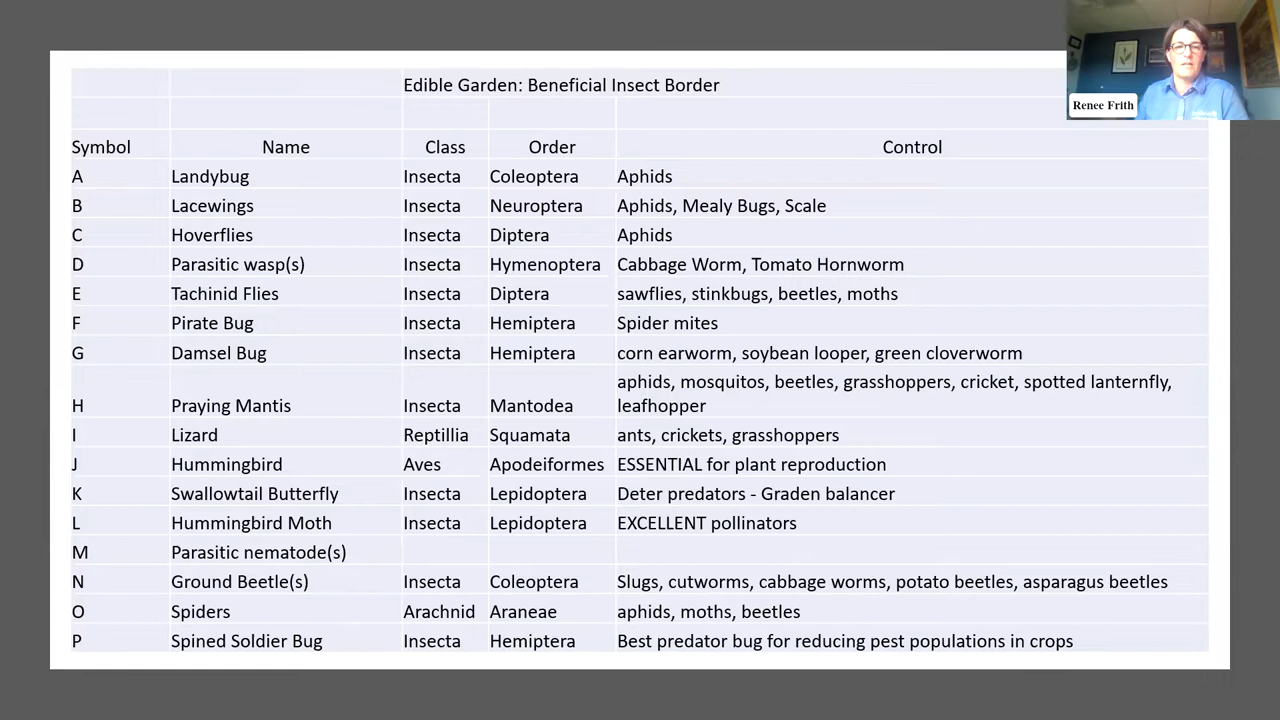 Edible Garden: Beneficial Insect Border
Renee Frith
Symbol Name Class Order Control
A Landybug Insecta Coleoptera Aphids
B Lacewings Insecta Neuroptera Aphids, Mealy Bugs, Scale
C Hoverflies Insecta Diptera Aphids
D Parasitic wasp(s) Insecta Hymenoptera Cabbage Worm, Tomato Hornworm
E Tachinid Flies Insecta Diptera sawflies, stinkbugs, beetles, moths
F Pirate Bug Insecta Hemiptera Spider mites
G Damsel Bug Insecta Hemiptera corn earworm, soybean looper, green cloverworm
aphids, mosquitos, beetles, grasshoppers, cricket, spotted lanternfly,
H Praying Mantis Insecta Mantodea leafhopper
I Lizard Reptillia Squamata ants, crickets, grasshoppers
J Hummingbird Aves Apodeiformes ESSENTIAL for plant reproduction
K Swallowtail Butterfly Insecta Lepidoptera Deter predators - Graden balancer
L Hummingbird Moth Insecta Lepidoptera EXCELLENT pollinators
M Parasitic nematode(s)
N Ground Beetle(s) Insecta Coleoptera Slugs, cutworms, cabbage worms, potato beetles, asparagus beetles
O Spiders Arachnid Araneae aphids, moths, beetles
P Spined Soldier Bug Insecta Hemiptera Best predator bug for reducing pest populations in crops